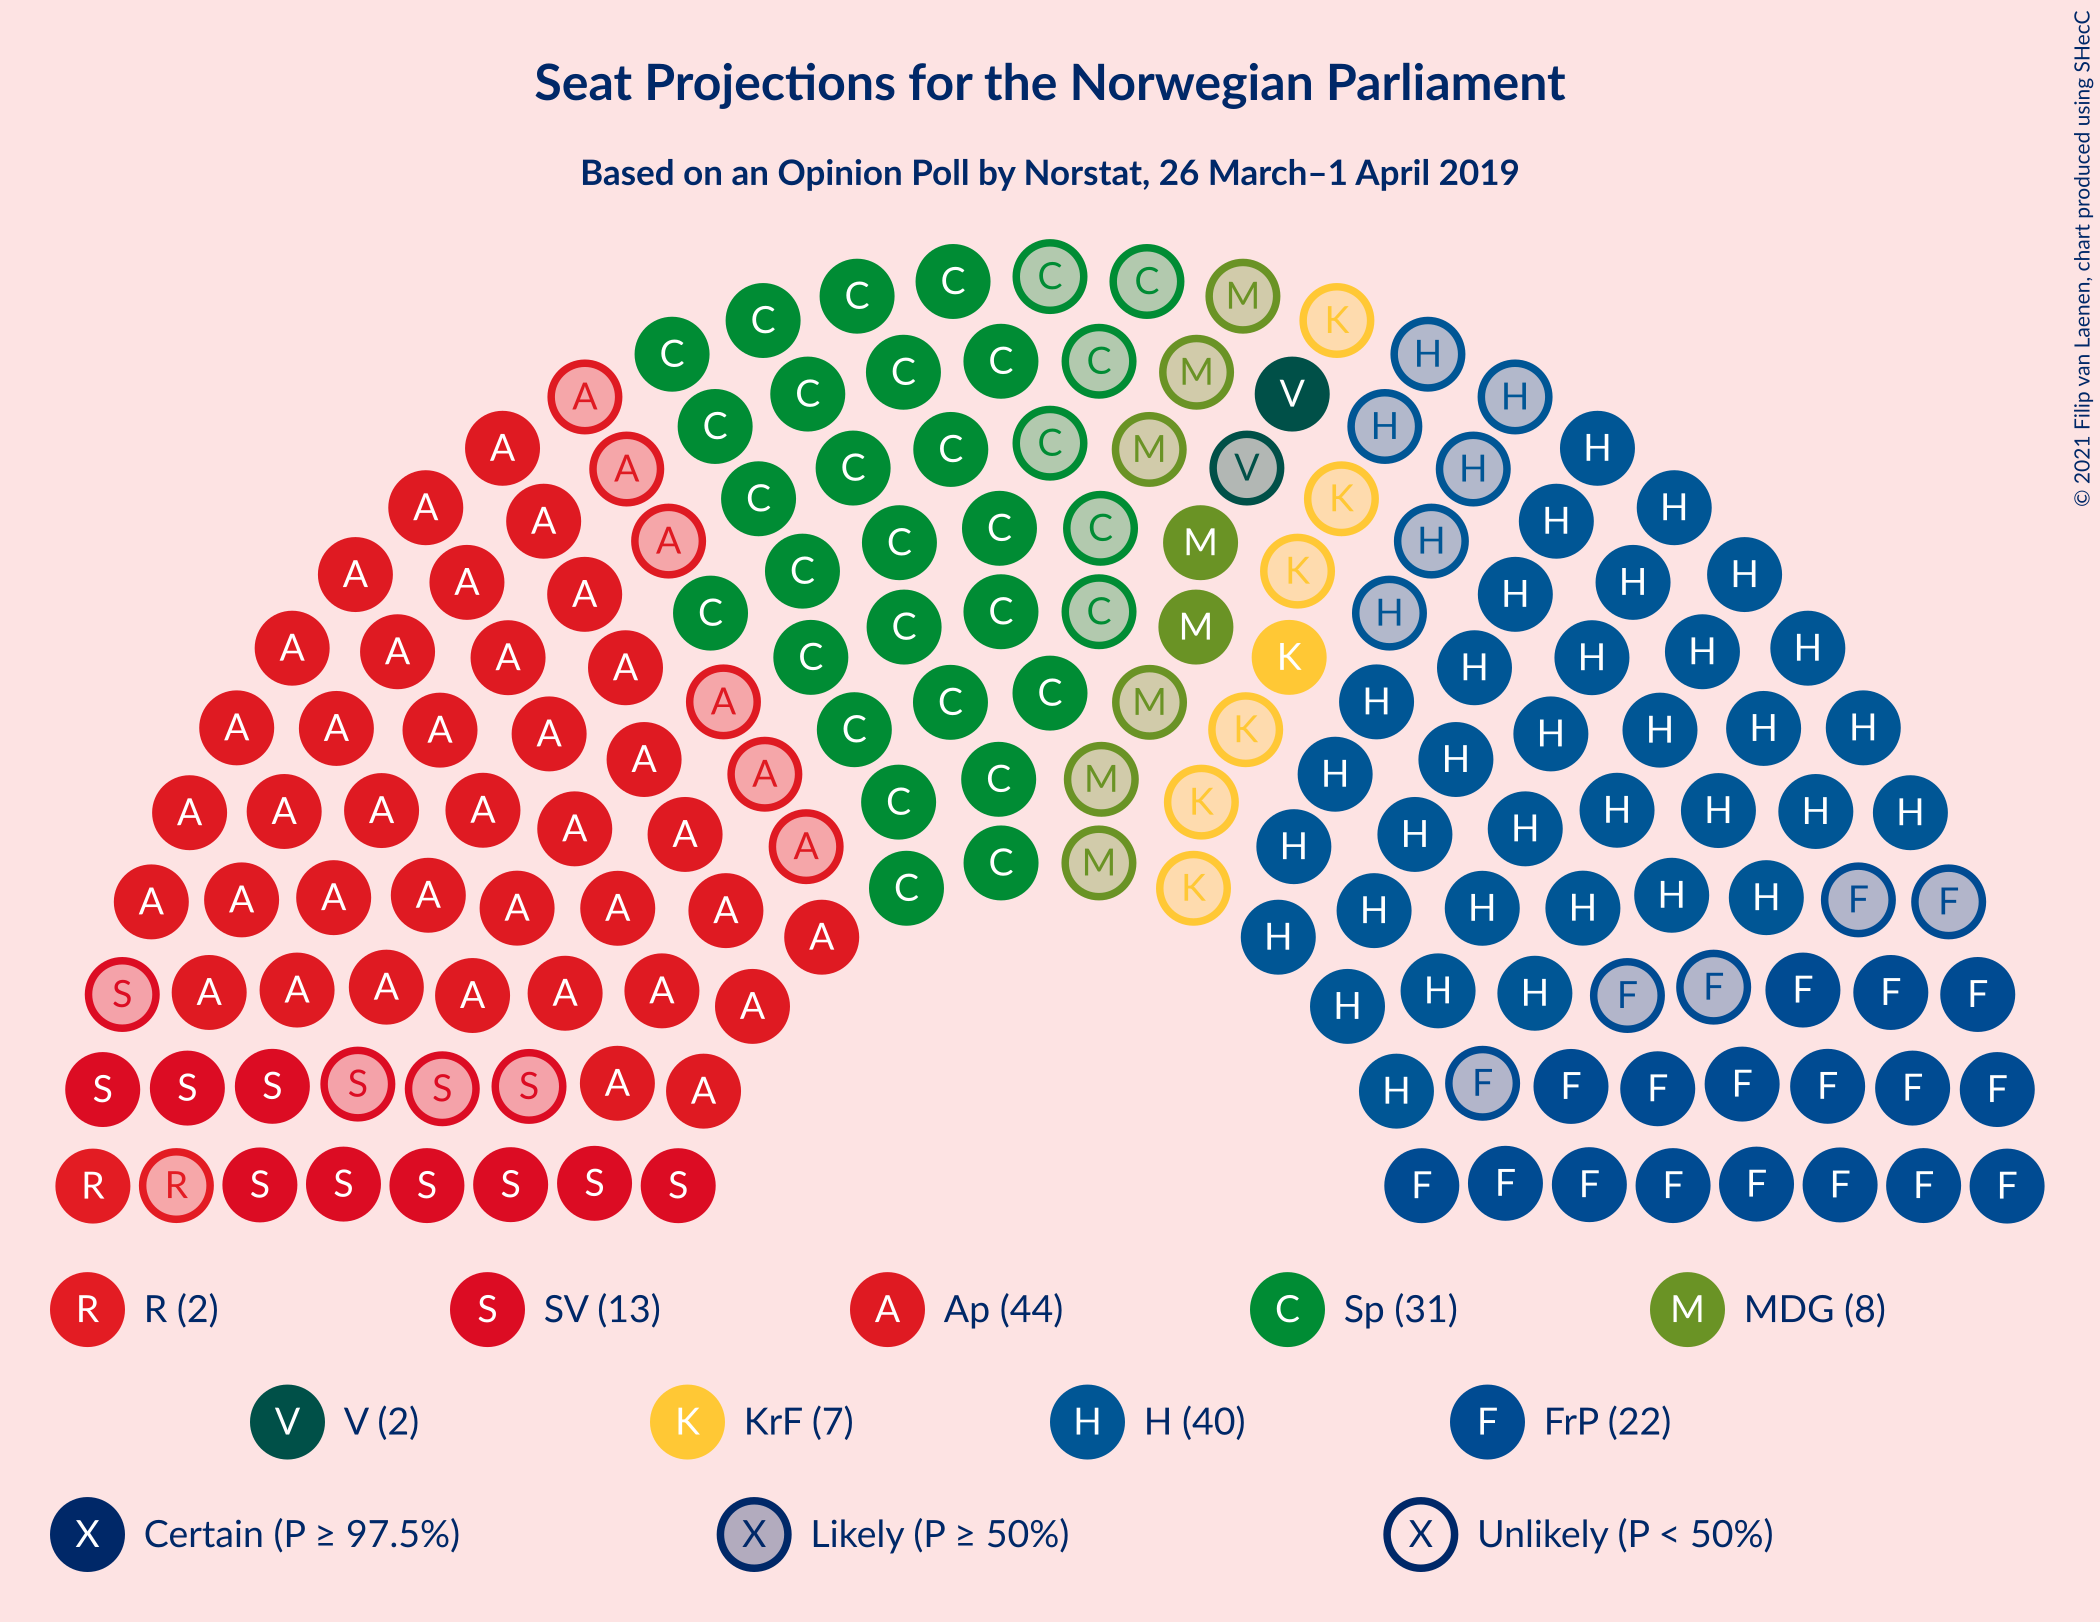 Seat Projections for the Norwegian Parliament
Based on an Opinion Poll by Norstat, 26 March–1 April 2019
© 2021 Filip van Laenen, chart produced using SHecC
C C C C M
C K
C C C C M H
A C V H
A C C C M H H
A C V H
A C K H
A A C C C M H H
A A C K H H
A C C C C M H H
A A A A C K H H H H
A C C M H
A A A A C K H H H H
A A C M H H
A A A A C K H H H H
A A A H H H
A A A A A A A C C M K H H H H H F F
A H
S A A A A A A A H H H F F F F F
S S S S S S A A H F F F F F F F
R R S S S S S S F F F F F F F F
R R (2) S SV (13) A Ap (44) C Sp (31) M MDG (8)
V V (2) K KrF (7) H H (40) F FrP (22)
X Certain (P ≥ 97.5%) X Likely (P ≥ 50%) X Unlikely (P < 50%)